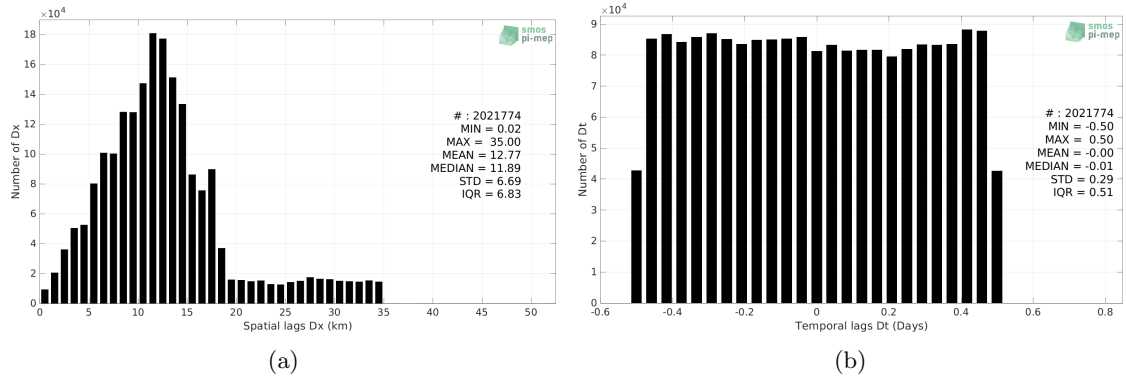 ×10⁴
18
16
14
12
10
8
6
4
2
0
0 5 10 15 20 25 30 35 40 45 50
Number of Dx
Spatial lags Dx (km)
smos
pi-mep
# : 2021774
MIN = 0.02
MAX = 35.00
MEAN = 12.77
MEDIAN = 11.89
STD = 6.69
IQR = 6.83
(a)
×10⁴
9
8
7
6
5
4
3
2
1
0
-0.6 -0.4 -0.2 0 0.2 0.4 0.6 0.8
Number of Dt
Temporal lags Dt (Days)
smos
pi-mep
# : 2021774
MIN = -0.50
MAX = 0.50
MEAN = -0.00
MEDIAN = -0.01
STD = 0.29
IQR = 0.51
(b)